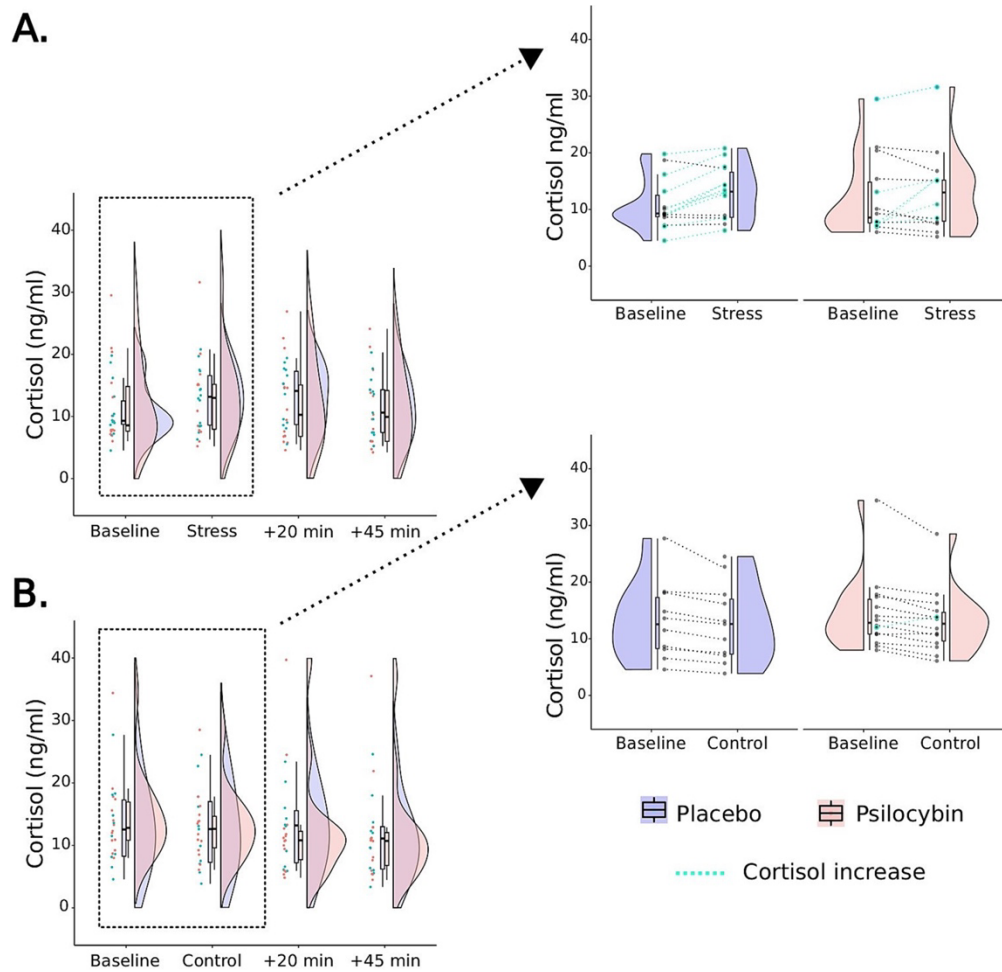 A.
Cortisol (ng/ml)
40
30
20
10
0
Baseline Stress +20 min +45 min
Cortisol ng/ml
40
30
20
10
0
Baseline Stress Baseline Stress
B.
Cortisol (ng/ml)
40
30
20
10
0
Baseline Control +20 min +45 min
Cortisol (ng/ml)
40
30
20
10
0
Baseline Control Baseline Control
Placebo Psilocybin
Cortisol increase